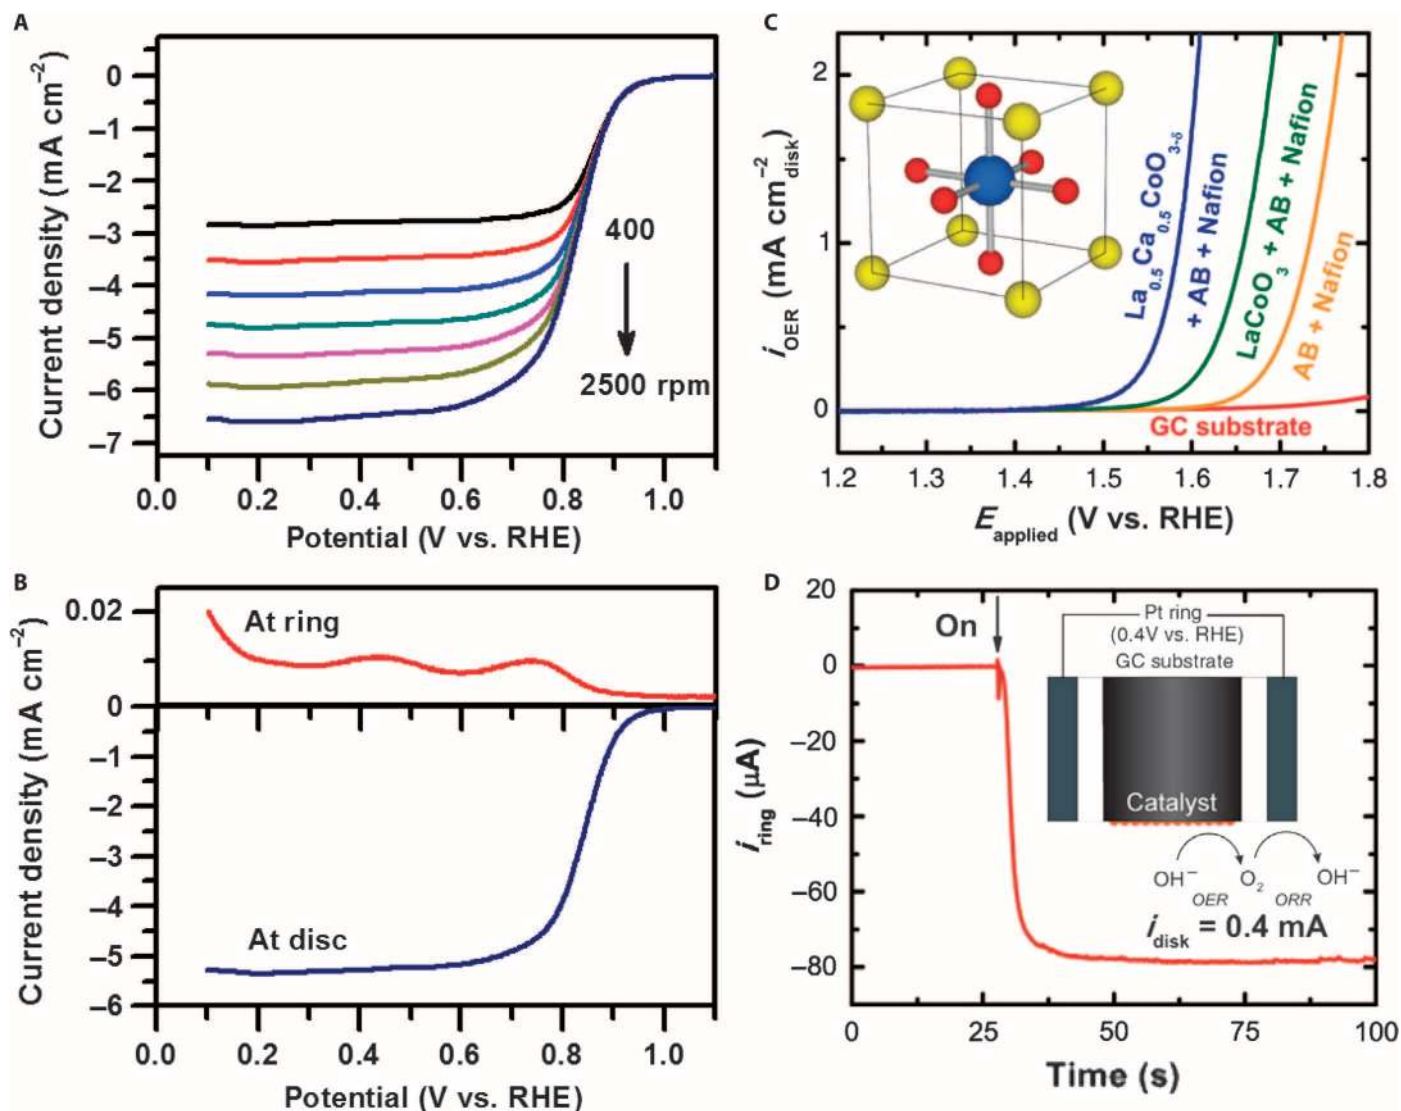 A
Current density (mA cm⁻²)
0
–1
–2
–3
–4
–5
–6
–7
400
2500 rpm
0.0 0.2 0.4 0.6 0.8 1.0
Potential (V vs. RHE)
B
Current density (mA cm⁻²)
0.02
0
–1
–2
–3
–4
–5
–6
At ring
At disc
0.0 0.2 0.4 0.6 0.8 1.0
Potential (V vs. RHE)
C
i_OER (mA cm⁻²_disk)
2
1
0
La0.5Ca0.5CoO3-δ
+ AB + Nafion
LaCoO3 + AB + Nafion
AB + Nafion
GC substrate
1.2 1.3 1.4 1.5 1.6 1.7 1.8
E_applied (V vs. RHE)
D
i_ring (μA)
20
0
–20
–40
–60
–80
On
Pt ring
(0.4V vs. RHE)
GC substrate
Catalyst
OH⁻ O₂ OH⁻
OER ORR
i_disk = 0.4 mA
0 25 50 75 100
Time (s)